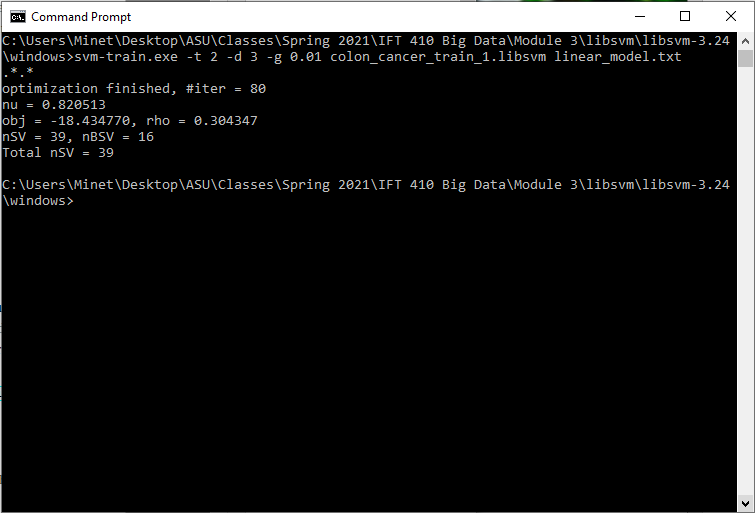 Command Prompt
C:\Users\Minet\Desktop\ASU\Classes\Spring 2021\IFT 410 Big Data\Module 3\libsvm\libsvm-3.24
\windows>svm-train.exe -t 2 -d 3 -g 0.01 colon_cancer_train_1.libsvm linear_model.txt
.*.*
optimization finished, #iter = 80
nu = 0.820513
obj = -18.434770, rho = 0.304347
nSV = 39, nBSV = 16
Total nSV = 39
C:\Users\Minet\Desktop\ASU\Classes\Spring 2021\IFT 410 Big Data\Module 3\libsvm\libsvm-3.24
\windows>